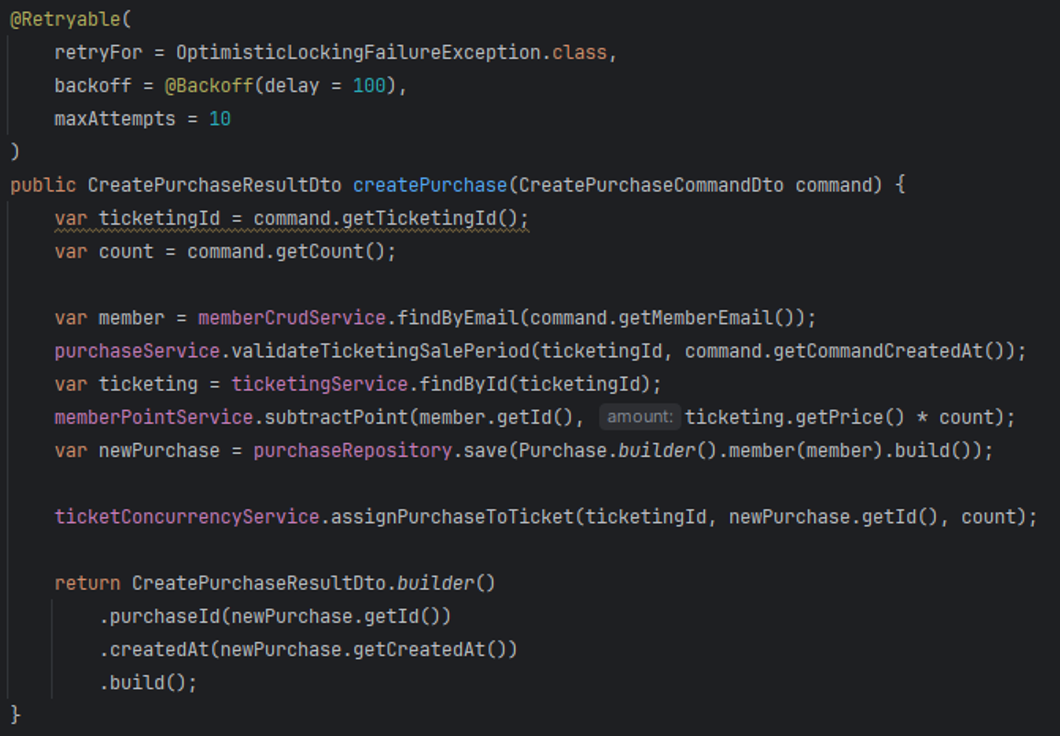 @Retryable(
    retryFor = OptimisticLockingFailureException.class,
    backoff = @Backoff(delay = 100),
    maxAttempts = 10
)
public CreatePurchaseResultDto createPurchase(CreatePurchaseCommandDto command) {
    var ticketingId = command.getTicketingId();
    var count = command.getCount();

    var member = memberCrudService.findByEmail(command.getMemberEmail());
    purchaseService.validateTicketingSalePeriod(ticketingId, command.getCommandCreatedAt());
    var ticketing = ticketingService.findById(ticketingId);
    memberPointService.subtractPoint(member.getId(), amount: ticketing.getPrice() * count);
    var newPurchase = purchaseRepository.save(Purchase.builder().member(member).build());

    ticketConcurrencyService.assignPurchaseToTicket(ticketingId, newPurchase.getId(), count);

    return CreatePurchaseResultDto.builder()
        .purchaseId(newPurchase.getId())
        .createdAt(newPurchase.getCreatedAt())
        .build();
}